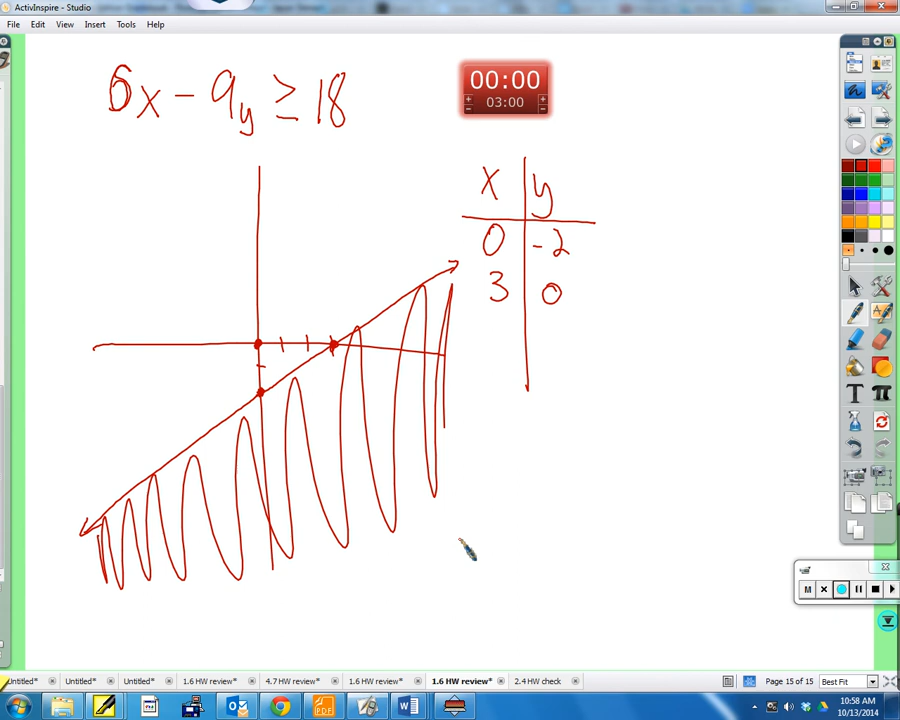 ActivInspire - Studio
File Edit View Insert Tools Help
6x - 9y ≥ 18
00:00
03:00
x y
0 -2
3 0
T
M
Untitled* Untitled* Untitled* 1.6 HW review* 4.7 HW review* 1.6 HW review* 1.6 HW review* 2.4 HW check Page 15 of 15 Best Fit
PDF
10:58 AM
10/13/2014